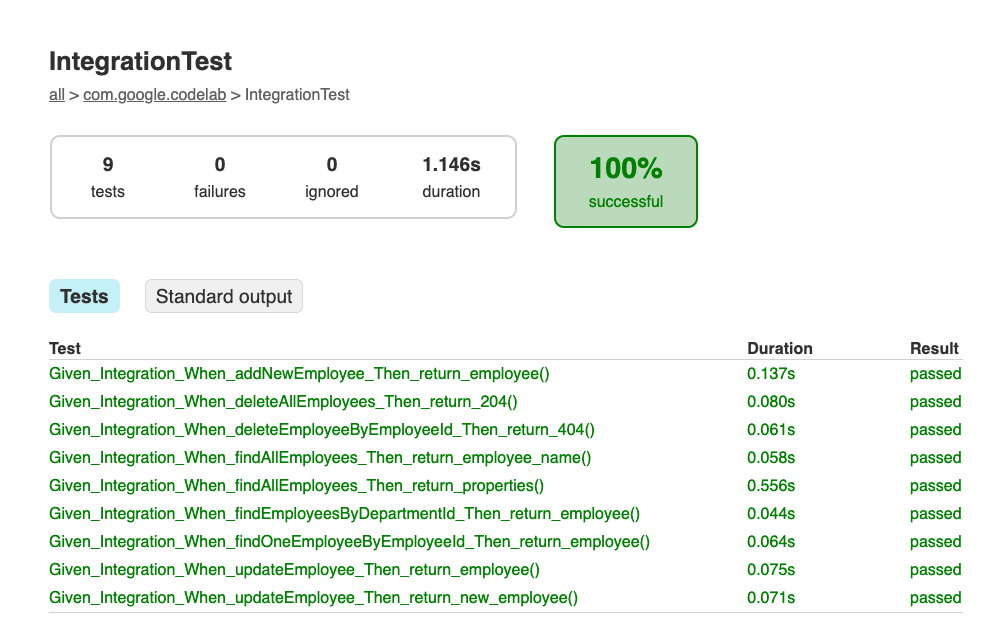 IntegrationTest
all > com.google.codelab > IntegrationTest
9 0 0 1.146s
tests failures ignored duration
100%
successful
Tests Standard output
Test Duration Result
Given_Integration_When_addNewEmployee_Then_return_employee() 0.137s passed
Given_Integration_When_deleteAllEmployees_Then_return_204() 0.080s passed
Given_Integration_When_deleteEmployeeByEmployeeId_Then_return_404() 0.061s passed
Given_Integration_When_findAllEmployees_Then_return_employee_name() 0.058s passed
Given_Integration_When_findAllEmployees_Then_return_properties() 0.556s passed
Given_Integration_When_findEmployeesByDepartmentId_Then_return_employee() 0.044s passed
Given_Integration_When_findOneEmployeeByEmployeeId_Then_return_employee() 0.064s passed
Given_Integration_When_updateEmployee_Then_return_employee() 0.075s passed
Given_Integration_When_updateEmployee_Then_return_new_employee() 0.071s passed